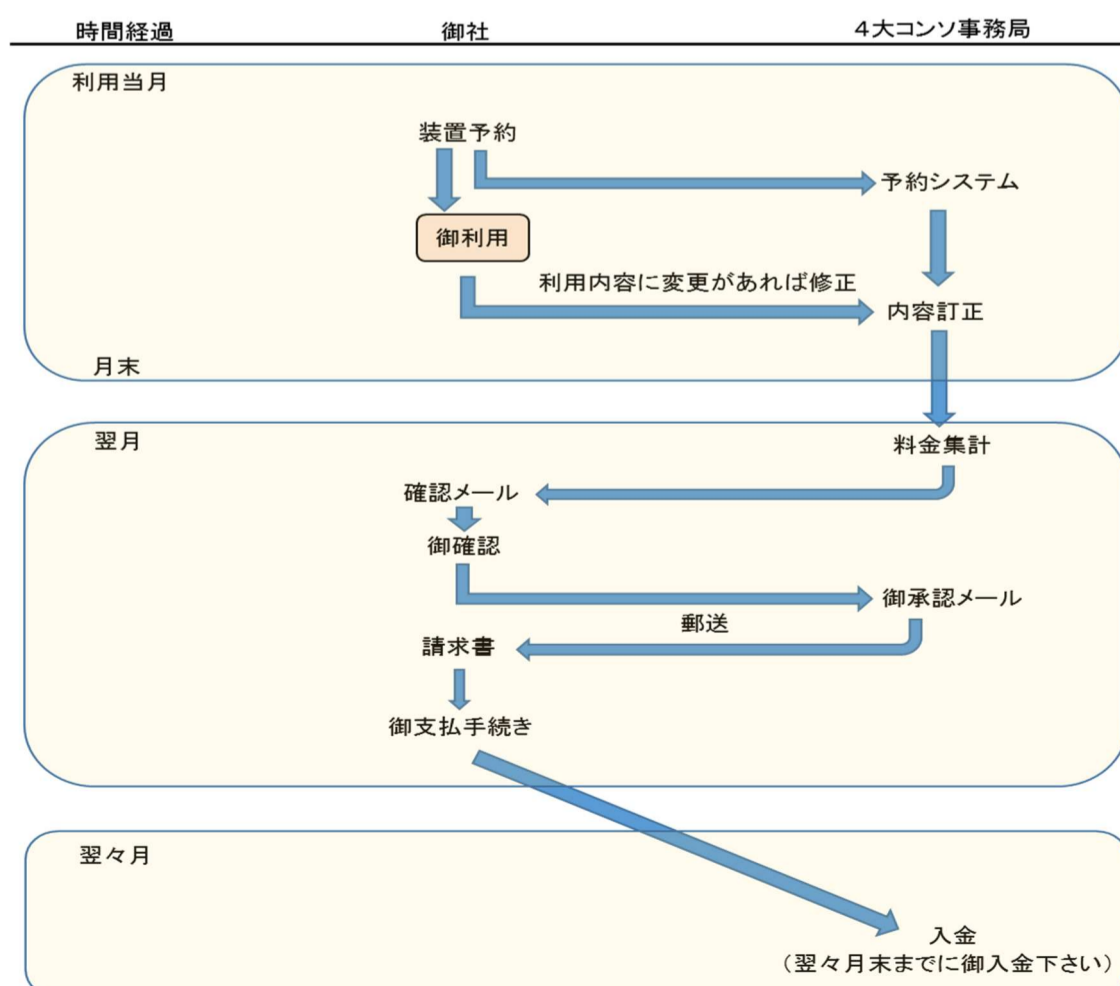 時間経過
御社
４大コンソ事務局
利用当月
装置予約
予約システム
御利用
利用内容に変更があれば修正
内容訂正
月末
翌月
料金集計
確認メール
御確認
御承認メール
郵送
請求書
御支払手続き
翌々月
入金
（翌々月末までに御入金下さい）